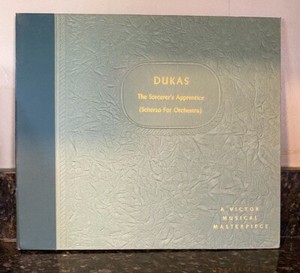 DUKAS
The Sorcerer's Apprentice
(Scherzo For Orchestra)
A VICTOR
MUSICAL
MASTERPIECE